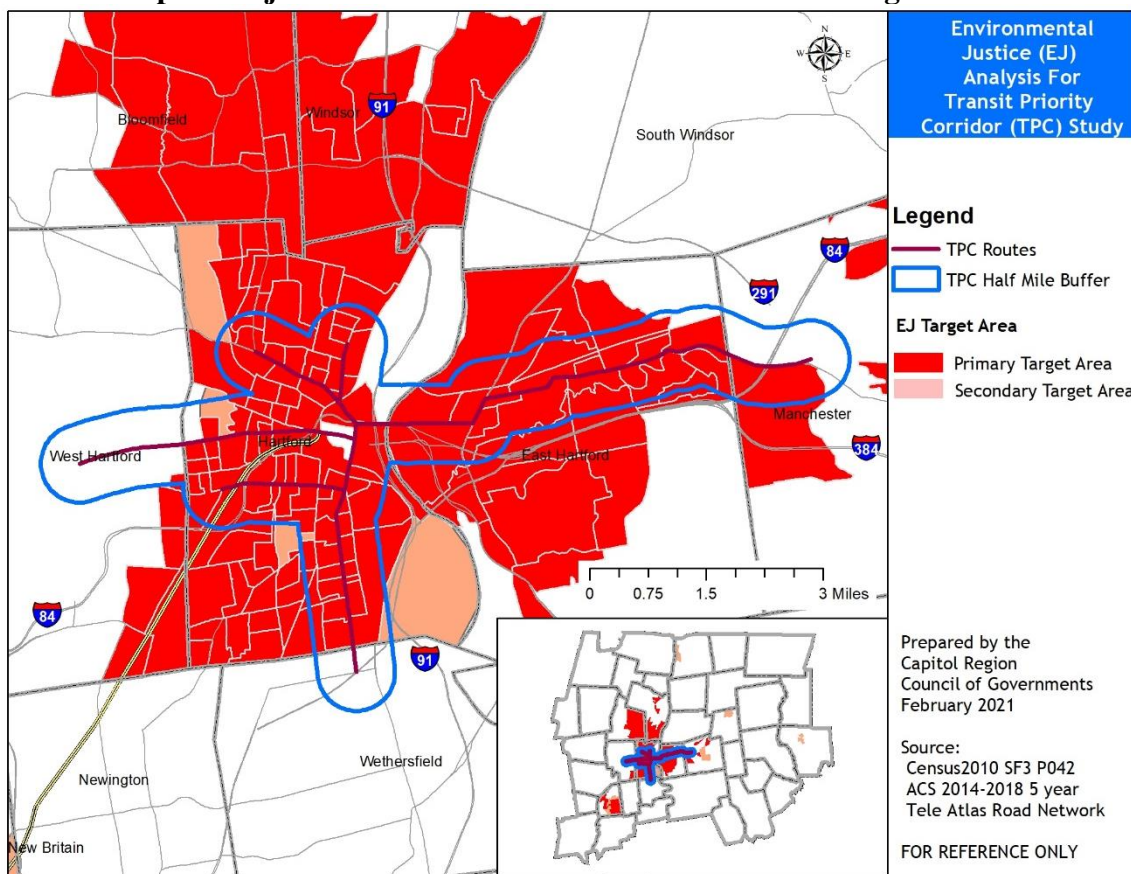 Environmental
Justice (EJ)
Analysis For
Transit Priority
Corridor (TPC) Study
N
W
E
S
91
Bloomfield
Windsor
South Windsor
84
291
Manchester
384
West Hartford
Hartford
East Hartford
0 0.75 1.5 3 Miles
84
91
Newington
Wethersfield
New Britain
Legend
TPC Routes
TPC Half Mile Buffer
EJ Target Area
Primary Target Area
Secondary Target Area
Prepared by the
Capitol Region
Council of Governments
February 2021
Source:
Census2010 SF3 P042
ACS 2014-2018 5 year
Tele Atlas Road Network
FOR REFERENCE ONLY